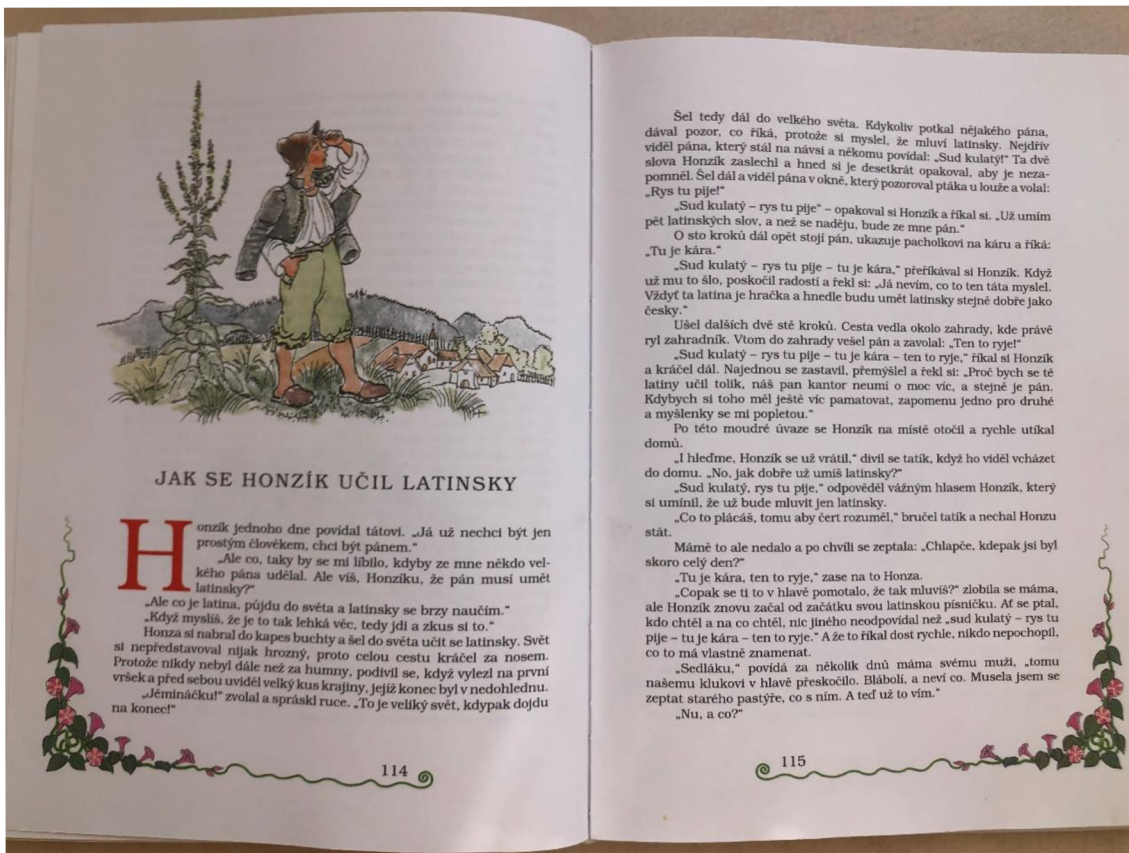 JAK SE HONZÍK UČIL LATINSKY
Honzík jednoho dne povídal tátovi. „Já už nechci být jen
prostým člověkem, chci být pánem.“
„Ale co, taky by se mi líbilo, kdyby ze mne někdo vel-
kého pána udělal. Ale víš, Honzíku, že pán musí umět
latinsky?“
„Ale co je latina, půjdu do světa a latinsky se brzy naučím.“
„Když myslíš, že je to tak lehká věc, tedy jdi a zkus si to.“
Honza si nabral do kapes buchty a šel do světa učit se latinsky. Svět
si nepředstavoval nijak hrozný, proto celou cestu kráčel za nosem.
Protože nikdy nebyl dále než za humny, podivil se, když vylezl na první
vršek a před sebou uviděl velký kus krajiny, jejíž konec byl v nedohlednu.
„Jémináčku!“ zvolal a spráskl ruce. „To je veliký svět, kdypak dojdu
na konec!“
114
Šel tedy dál do velkého světa. Kdykoliv potkal nějakého pána,
dával pozor, co říká, protože si myslel, že mluví latinsky. Nejdřív
viděl pána, který stál na návsi a někomu povídal: „Sud kulatý!“ Ta dvě
slova Honzík zaslechl a hned si je desetkrát opakoval, aby je neza-
pomněl. Šel dál a viděl pána v okně, který pozoroval ptáka u louže a volal:
„Rys tu pije!“
„Sud kulatý – rys tu pije“ – opakoval si Honzík a říkal si. „Už umím
pět latinských slov, a než se naději, bude ze mne pán.“
O sto kroků dál opět stojí pán, ukazuje pacholkovi na káru a říká:
„Tu je kára.“
„Sud kulatý – rys tu pije – tu je kára,“ přeříkával si Honzík. Když
už mu to šlo, poskočil radostí a řekl si: „Já nevím, co to ten táta myslel.
Vždyť ta latina je hračka a hnedle budu umět latinsky stejně dobře jako
česky.“
Ušel dalších dvě stě kroků. Cesta vedla okolo zahrady, kde právě
ryl zahradník. Vtom do zahrady vešel pán a zavolal: „Ten to ryje!“
„Sud kulatý – rys tu pije – tu je kára – ten to ryje,“ říkal si Honzík
a kráčel dál. Najednou se zastavil, přemýšlel a řekl si: „Proč bych se té
latiny učil tolik, náš pan kantor neumí o moc víc, a stejně je pán.
Kdybych si toho měl ještě víc pamatovat, zapomenu jedno pro druhé
a myšlenky se mi popletou.“
Po této moudré úvaze se Honzík na místě otočil a rychle utíkal
domů.
„I hleďme, Honzík se už vrátil,“ divil se tatík, když ho viděl vcházet
do domu. „No, jak dobře už umíš latinsky?“
„Sud kulatý, rys tu pije,“ odpověděl vážným hlasem Honzík, který
si umínil, že už bude mluvit jen latinsky.
„Co to plácáš, tomu aby čert rozuměl,“ bručel tatík a nechal Honzu
stát.
Mámě to ale nedalo a po chvíli se zeptala: „Chlapče, kdepak jsi byl
skoro celý den?“
„Tu je kára, ten to ryje,“ zase na to Honza.
„Copak se ti to v hlavě pomotalo, že tak mluvíš?“ zlobila se máma,
ale Honzík znovu začal od začátku svou latinskou písničku. Ať se ptal,
kdo chtěl a na co chtěl, nic jiného neodpovídal než „sud kulatý – rys tu
pije – tu je kára – ten to ryje.“ A že to říkal dost rychle, nikdo nepochopil,
co to má vlastně znamenat.
„Sedláku,“ povídá za několik dnů máma svému muži, „tomu
našemu klukovi v hlavě přeskočilo. Blábolí, a neví co. Musela jsem se
zeptat starého pastýře, co s ním. A teď už to vím.“
„Nu, a co?“
115